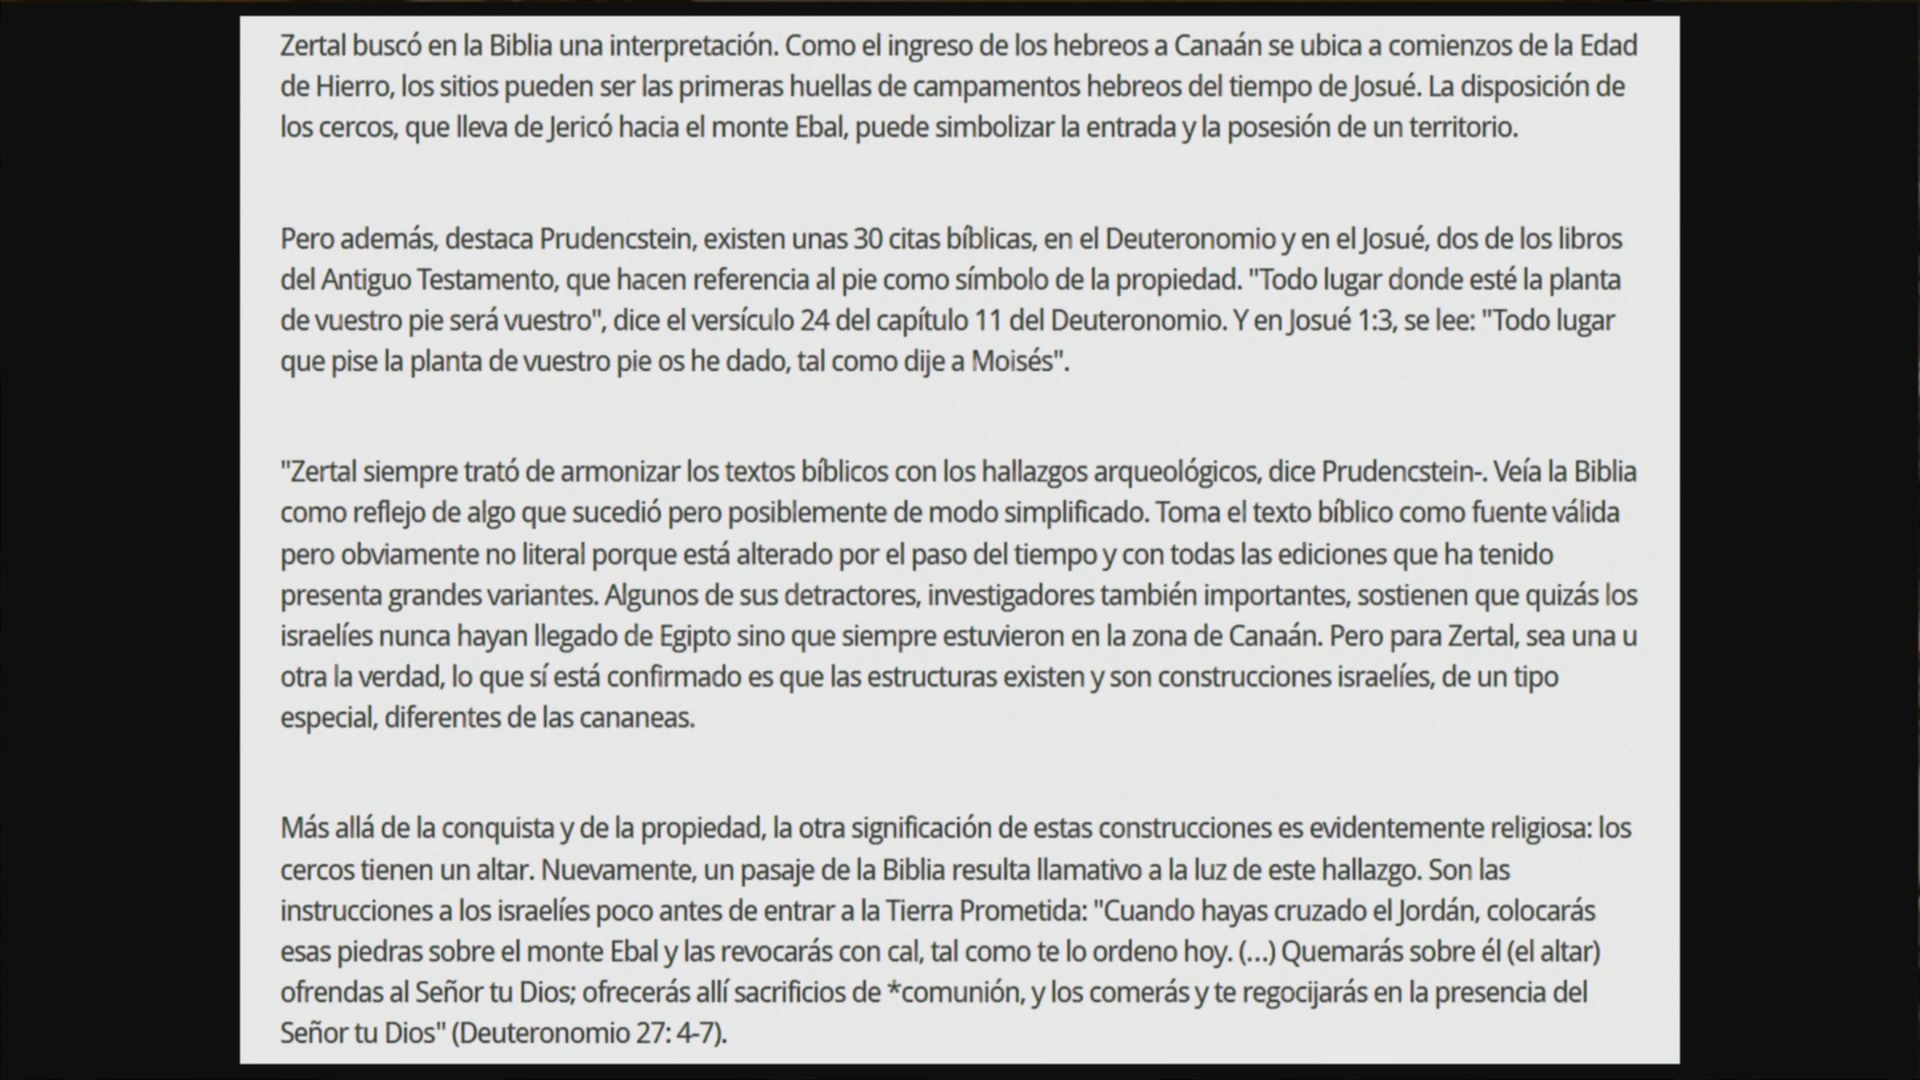 Zertal buscó en la Biblia una interpretación. Como el ingreso de los hebreos a Canaán se ubica a comienzos de la Edad
de Hierro, los sitios pueden ser las primeras huellas de campamentos hebreos del tiempo de Josué. La disposición de
los cercos, que lleva de Jericó hacia el monte Ebal, puede simbolizar la entrada y la posesión de un territorio.
Pero además, destaca Prudencstein, existen unas 30 citas bíblicas, en el Deuteronomio y en el Josué, dos de los libros
del Antiguo Testamento, que hacen referencia al pie como símbolo de la propiedad. "Todo lugar donde esté la planta
de vuestro pie será vuestro", dice el versículo 24 del capítulo 11 del Deuteronomio. Y en Josué 1:3, se lee: "Todo lugar
que pise la planta de vuestro pie os he dado, tal como dije a Moisés".
"Zertal siempre trató de armonizar los textos bíblicos con los hallazgos arqueológicos, dice Prudencstein-. Veía la Biblia
como reflejo de algo que sucedió pero posiblemente de modo simplificado. Toma el texto bíblico como fuente válida
pero obviamente no literal porque está alterado por el paso del tiempo y con todas las ediciones que ha tenido
presenta grandes variantes. Algunos de sus detractores, investigadores también importantes, sostienen que quizás los
israelíes nunca hayan llegado de Egipto sino que siempre estuvieron en la zona de Canaán. Pero para Zertal, sea una u
otra la verdad, lo que sí está confirmado es que las estructuras existen y son construcciones israelíes, de un tipo
especial, diferentes de las cananeas.
Más allá de la conquista y de la propiedad, la otra significación de estas construcciones es evidentemente religiosa: los
cercos tienen un altar. Nuevamente, un pasaje de la Biblia resulta llamativo a la luz de este hallazgo. Son las
instrucciones a los israelíes poco antes de entrar a la Tierra Prometida: "Cuando hayas cruzado el Jordán, colocarás
esas piedras sobre el monte Ebal y las revocarás con cal, tal como te lo ordeno hoy. (...) Quemarás sobre él (el altar)
ofrendas al Señor tu Dios; ofrecerás allí sacrificios de *comunión, y los comerás y te regocijarás en la presencia del
Señor tu Dios" (Deuteronomio 27: 4-7).